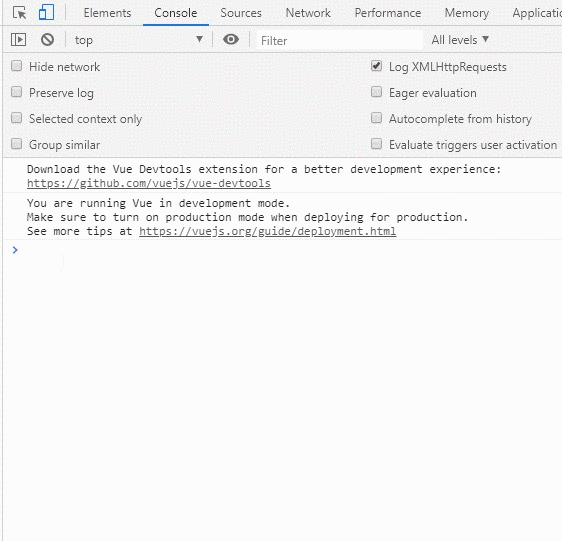 Elements Console Sources Network Performance Memory Applicati
top Filter All levels
Hide network Log XMLHttpRequests
Preserve log Eager evaluation
Selected context only Autocomplete from history
Group similar Evaluate triggers user activation
Download the Vue Devtools extension for a better development experience:
https://github.com/vuejs/vue-devtools
You are running Vue in development mode.
Make sure to turn on production mode when deploying for production.
See more tips at https://vuejs.org/guide/deployment.html